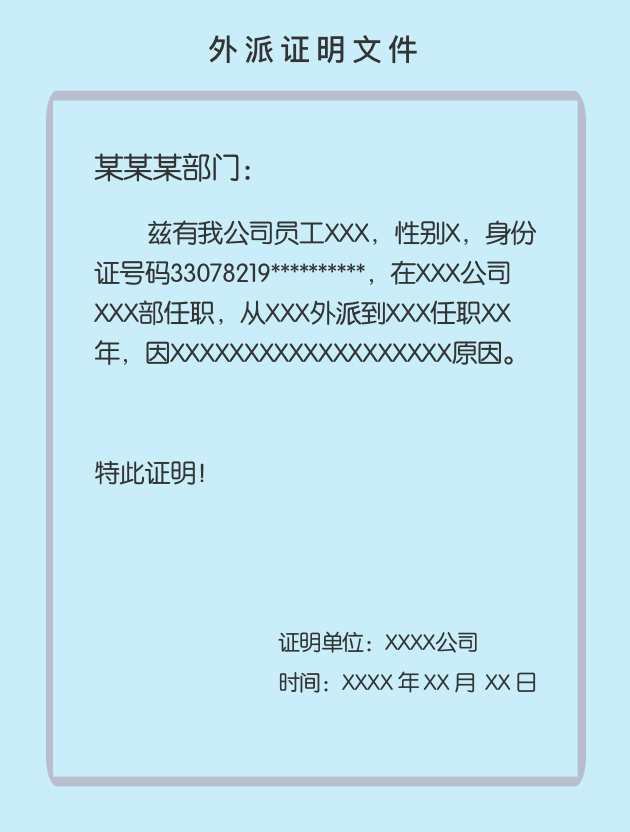 外派证明文件
某某某部门：
兹有我公司员工XXX，性别X，身份
证号码33078219**********，在XXX公司
XXX部任职，从XXX外派到XXX任职XX
年，因XXXXXXXXXXXXXXXXXXX原因。
特此证明！
证明单位：XXXX公司
时间：XXXX 年 XX 月 XX 日